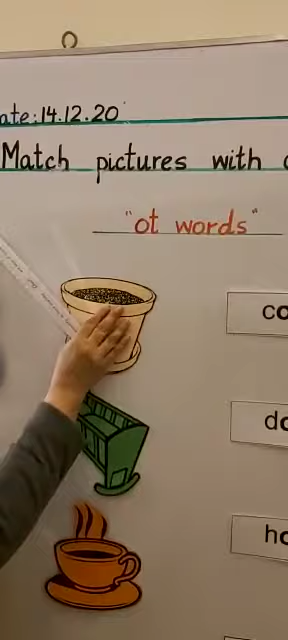 ate: 14.12.20
Match pictures with
"ot words"
co
do
ho